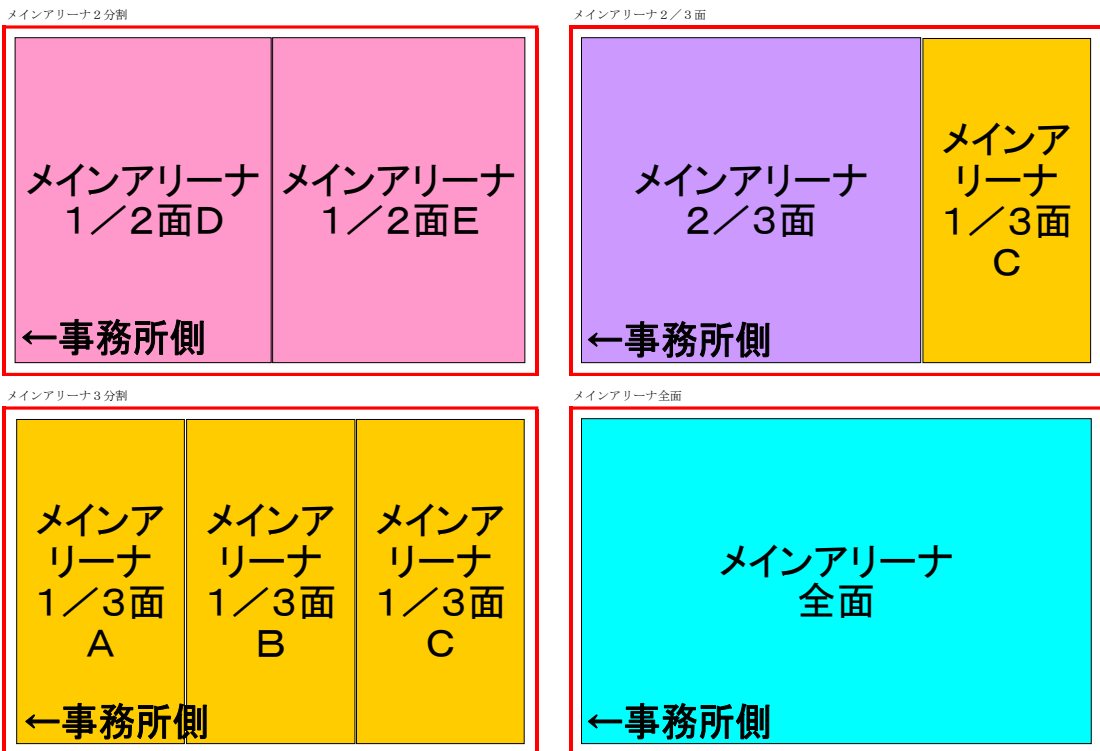 メインアリーナ２分割
メインアリーナ
１／２面D
メインアリーナ
１／２面E
←事務所側
メインアリーナ２／３面
メインアリーナ
２／３面
メインア
リーナ
１／３面
C
←事務所側
メインアリーナ３分割
メインア
リーナ
１／３面
A
メインア
リーナ
１／３面
B
メインア
リーナ
１／３面
C
←事務所側
メインアリーナ全面
メインアリーナ
全面
←事務所側